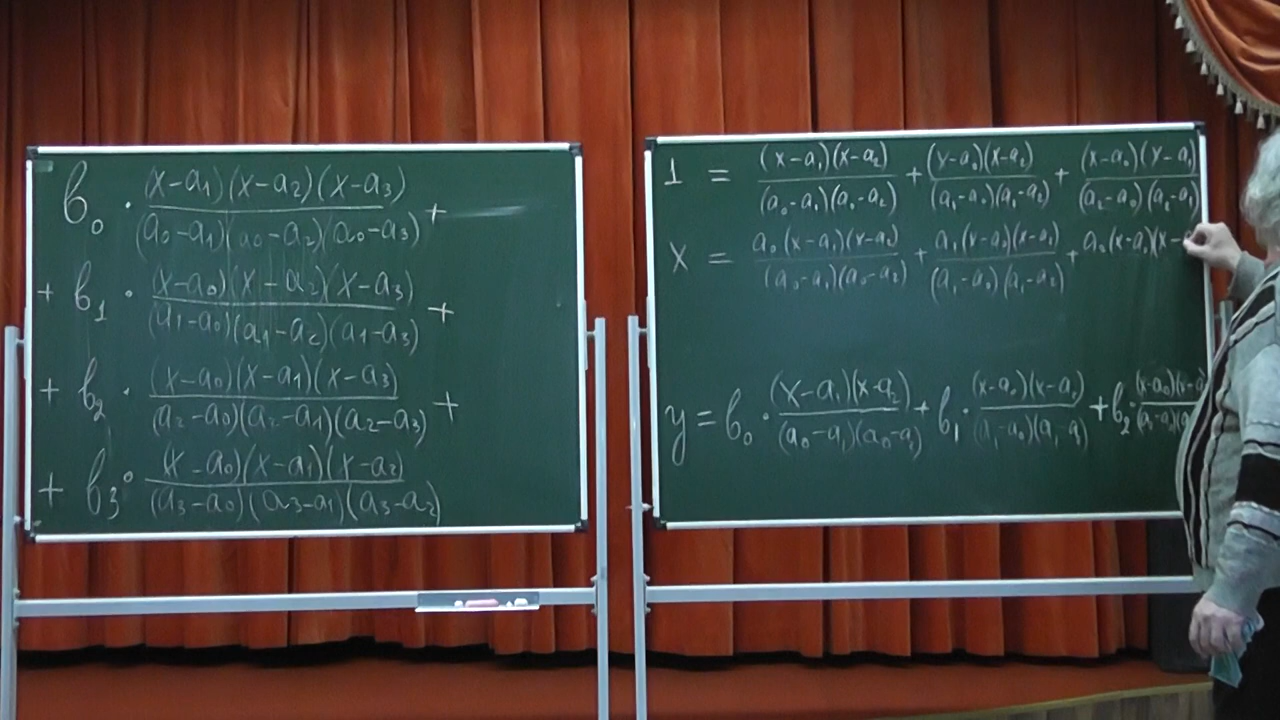 b₀ · (x-a₁)(x-a₂)(x-a₃)
(a₀-a₁)(a₀-a₂)(a₀-a₃) +
+ b₁ · (x-a₀)(x-a₂)(x-a₃)
(a₁-a₀)(a₁-a₂)(a₁-a₃) +
+ b₂ · (x-a₀)(x-a₁)(x-a₃)
(a₂-a₀)(a₂-a₁)(a₂-a₃) +
+ b₃ · (x-a₀)(x-a₁)(x-a₂)
(a₃-a₀)(a₃-a₁)(a₃-a₂)
1 = (x-a₁)(x-a₂) + (x-a₀)(x-a₂) + (x-a₀)(x-a₁)
(a₀-a₁)(a₀-a₂) (a₁-a₀)(a₁-a₂) (a₂-a₀)(a₂-a₁)
x = a₀(x-a₁)(x-a₂) + a₁(x-a₀)(x-a₂) + (x-a₀)(x-
(a₀-a₁)(a₀-a₂) (a₁-a₀)(a₁-a₂)
y = b₀ · (x-a₁)(x-a₂) + b₁ · (x-a₀)(x-a₂) + b₂ · (x-a₀)(x-a
(a₀-a₁)(a₀-a₂) (a₁-a₀)(a₁-a₂) (a₂-a₀)(a